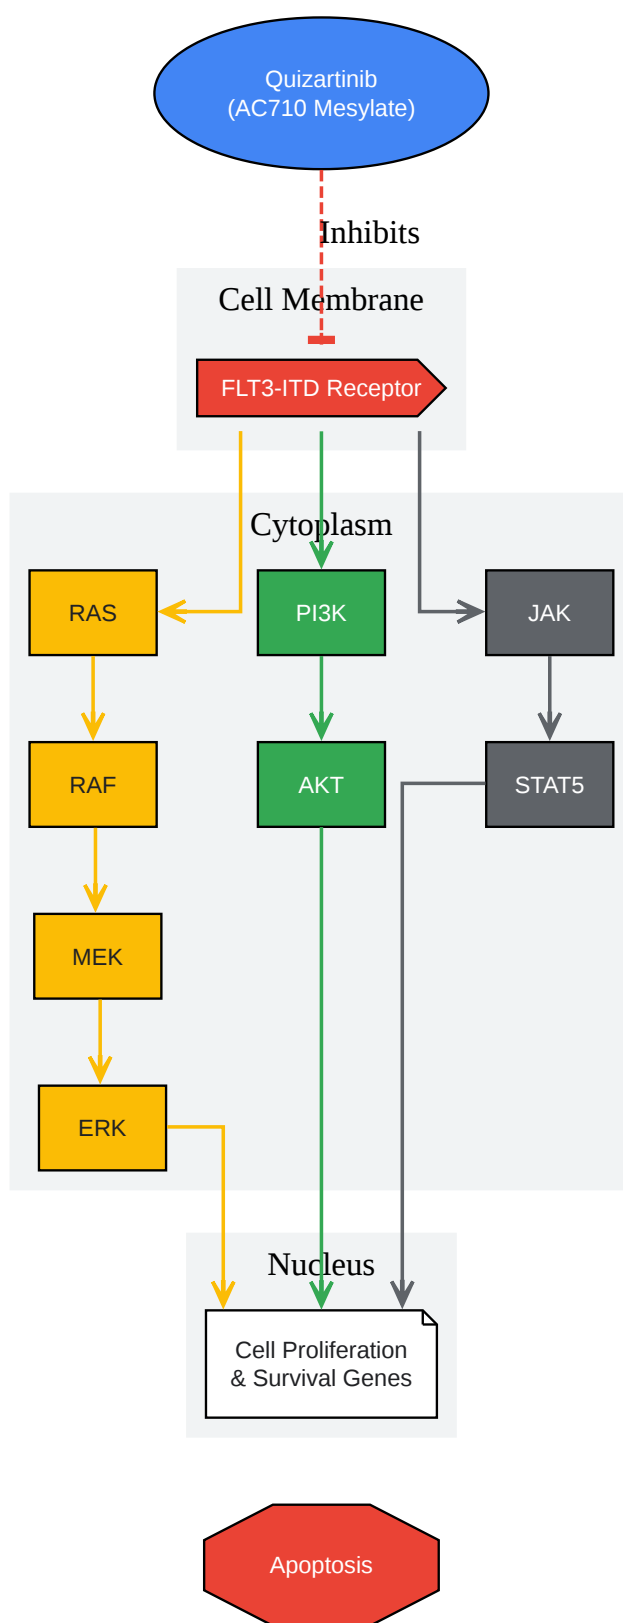 Quizartinib
(AC710 Mesylate)
Inhibits
Cell Membrane
FLT3-ITD Receptor
Cytoplasm
RAS
PI3K
JAK
RAF
AKT
STAT5
MEK
ERK
Nucleus
Cell Proliferation
& Survival Genes
Apoptosis